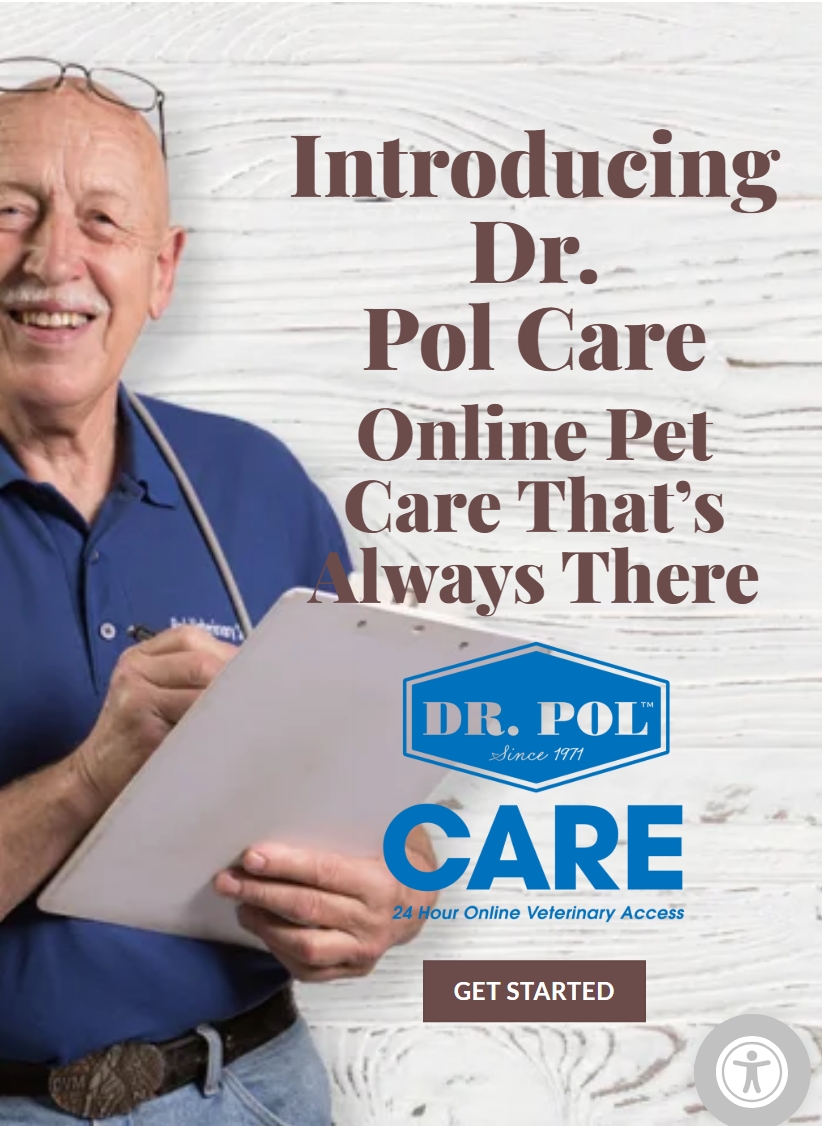 Introducing
Dr.
Pol Care
Online Pet
Care That’s
Always There
DR. POL™
Since 1971
CARE
24 Hour Online Veterinary Access
GET STARTED